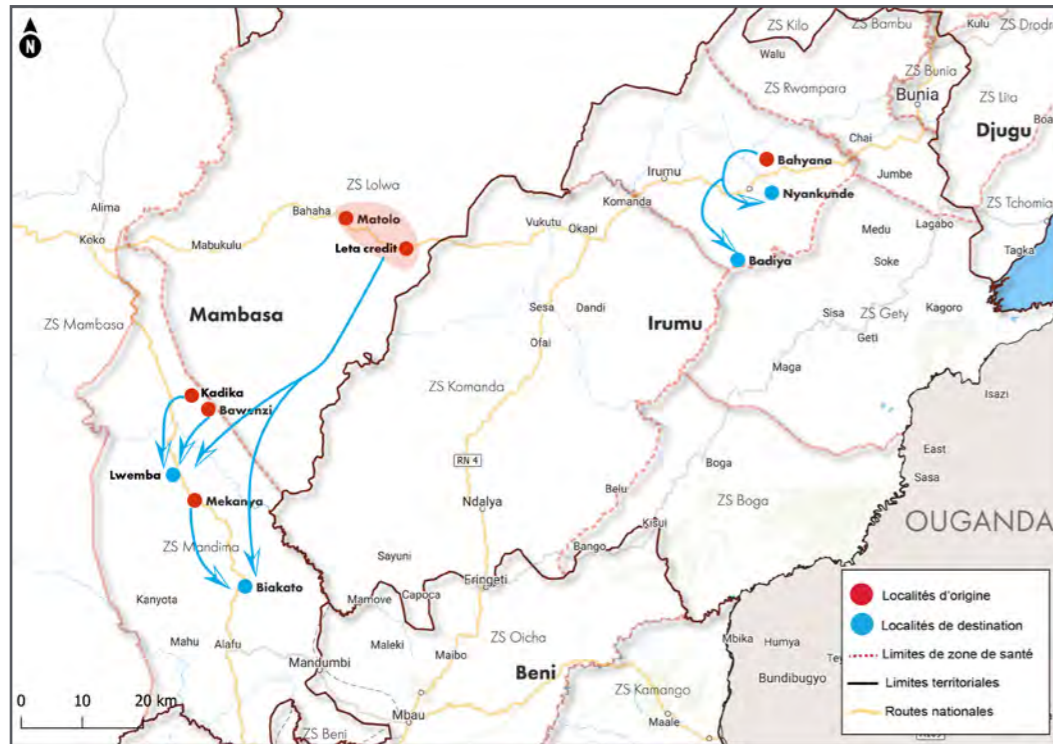 N
ZS Kilo
ZS Bambu
Kulu
ZS Drodr
Walu
ZS Bunia
ZS Rwampara
Bunia
ZS Lita
Djugu
Boa
Chai
Bahyana
Irumu
Jumbe
ZS Lolwa
Nyankunde
Alima
Bahaha
Matolo
Komanda
ZS Tchomia
Koko
Mabukulu
Leta credit
Vukutu
Okapi
Medu
Lagabo
Tagka
Badiya
Soke
Mambasa
Sesa
Dandi
Irumu
Sisa
ZS Gety
Kagoro
ZS Mambasa
Ofai
Geti
Maga
ZS Komanda
Kadika
Isazi
Bawenzi
RN 4
East
Lwemba
Boga
Sasa
Mekanya
Ndalya
Belu
ZS Boga
OUGANDA
ZS Mandima
Kisui
Sayuni
Bango
Biakato
Eringeti
Kanyota
Mamove
Capoca
Localités d'origine
Localités de destination
Limites de zone de santé
Limites territoriales
Routes nationales
Mahu
Alafu
Maleki
Maibo
ZS Oicha
Mbika
Humya
Bundibugyo
Mandumbi
Beni
ZS Kamango
0 10 20 km
Mbau
Maale
ZS Beni